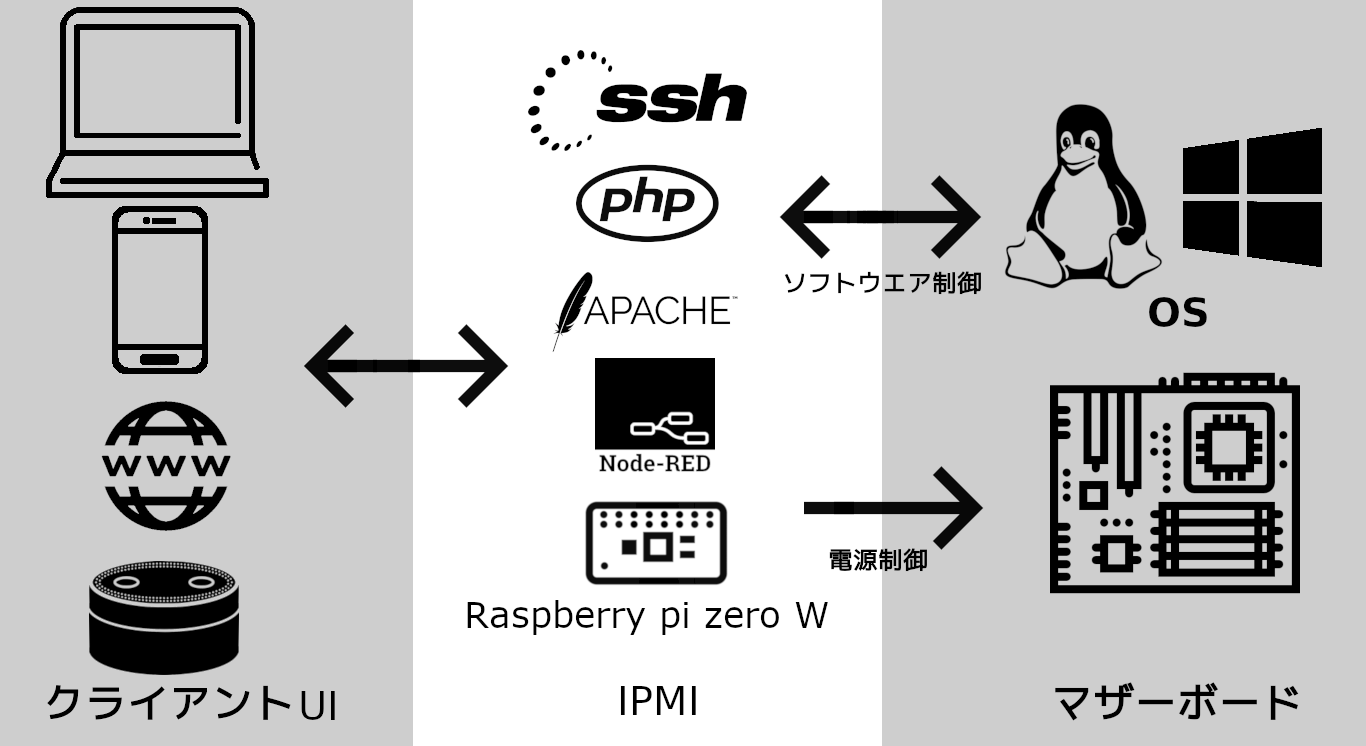 www
クライアントUI
ssh
php
APACHE™
Node-RED
Raspberry pi zero W
IPMI
ソフトウエア制御
電源制御
OS
マザーボード